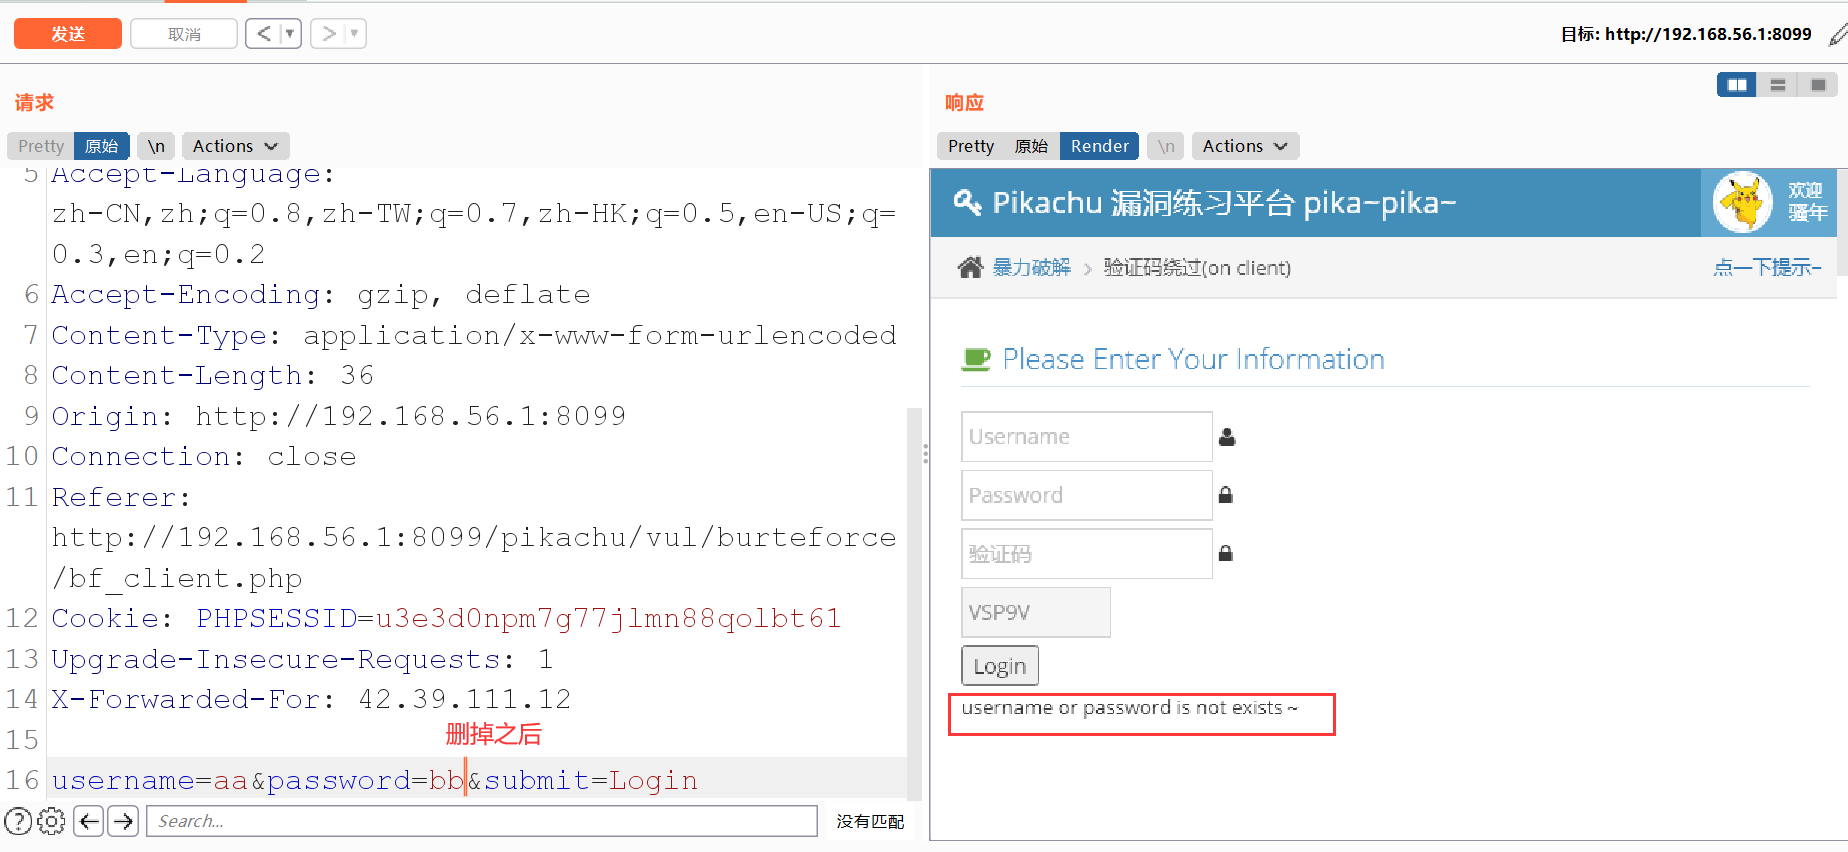 发送
取消
<
>
目标: http://192.168.56.1:8099
请求
Pretty
原始
\n
Actions
5 Accept-Language:
zh-CN,zh;q=0.8,zh-TW;q=0.7,zh-HK;q=0.5,en-US;q=
0.3,en;q=0.2
6 Accept-Encoding: gzip, deflate
7 Content-Type: application/x-www-form-urlencoded
8 Content-Length: 36
9 Origin: http://192.168.56.1:8099
10 Connection: close
11 Referer:
http://192.168.56.1:8099/pikachu/vul/burteforce
/bf_client.php
12 Cookie: PHPSESSID=u3e3d0npm7g77jlmn88qolbt61
13 Upgrade-Insecure-Requests: 1
14 X-Forwarded-For: 42.39.111.12
删掉之后
15
16 username=aa&password=bb&submit=Login
?
Search...
没有匹配
响应
Pretty
原始
Render
\n
Actions
Pikachu 漏洞练习平台 pika~pika~
欢迎
骚年
暴力破解 > 验证码绕过(on client)
点一下提示~
Please Enter Your Information
Username
Password
验证码
VSP9V
Login
username or password is not exists ~